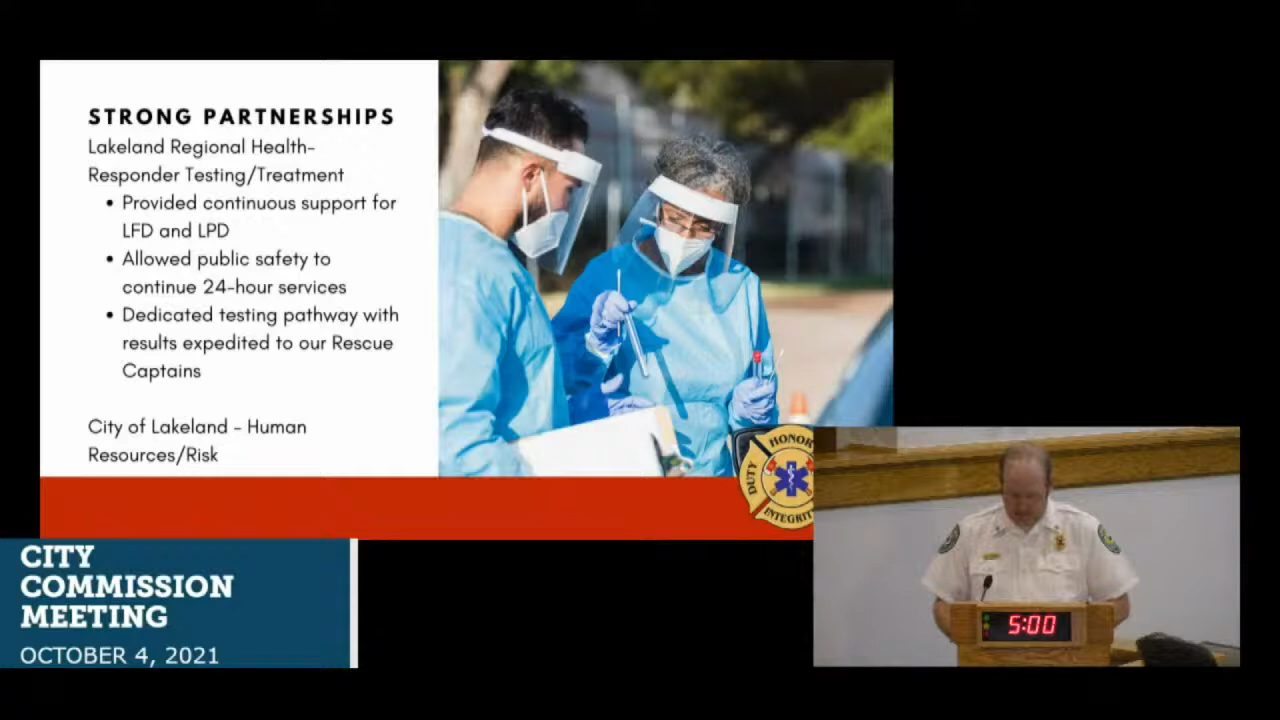 STRONG PARTNERSHIPS
Lakeland Regional Health-
Responder Testing/Treatment
• Provided continuous support for
LFD and LPD
• Allowed public safety to
continue 24-hour services
• Dedicated testing pathway with
results expedited to our Rescue
Captains
City of Lakeland - Human
Resources/Risk
HONOR
DUTY
CITY
COMMISSION
MEETING
OCTOBER 4, 2021
5:00